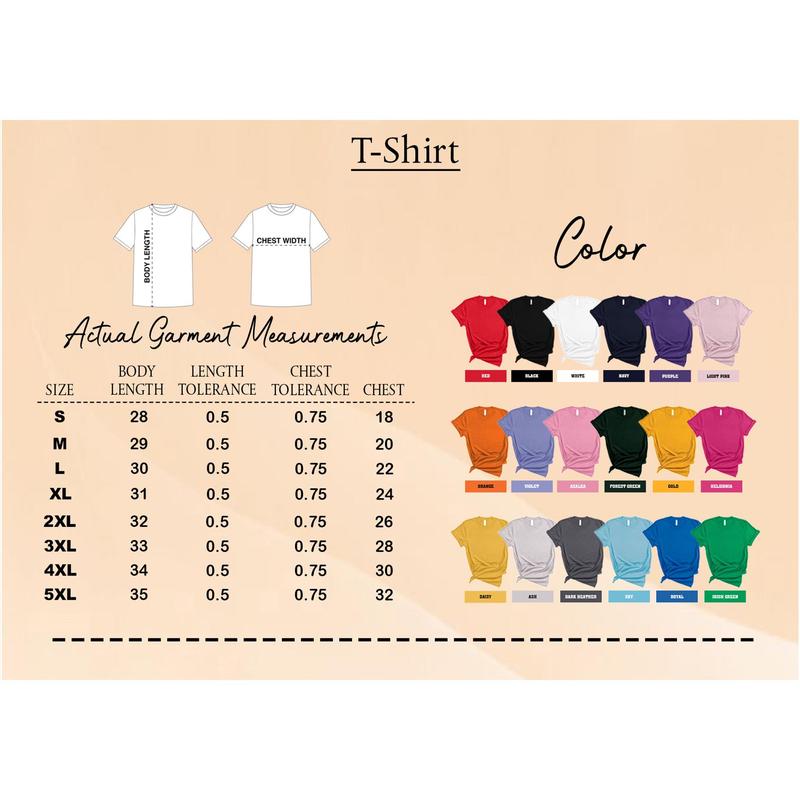 T-Shirt
BODY LENGTH
CHEST WIDTH
Color
Actual Garment Measurements
SIZE BODY LENGTH LENGTH TOLERANCE CHEST TOLERANCE CHEST
S 28 0.5 0.75 18
M 29 0.5 0.75 20
L 30 0.5 0.75 22
XL 31 0.5 0.75 24
2XL 32 0.5 0.75 26
3XL 33 0.5 0.75 28
4XL 34 0.5 0.75 30
5XL 35 0.5 0.75 32
RED BLACK WHITE NAVY PURPLE LIGHT PINK
ORANGE VIOLET AZALEA FOREST GREEN GOLD HELICONIA
DAISY ASH DARK HEATHER SKY ROYAL IRISH GREEN